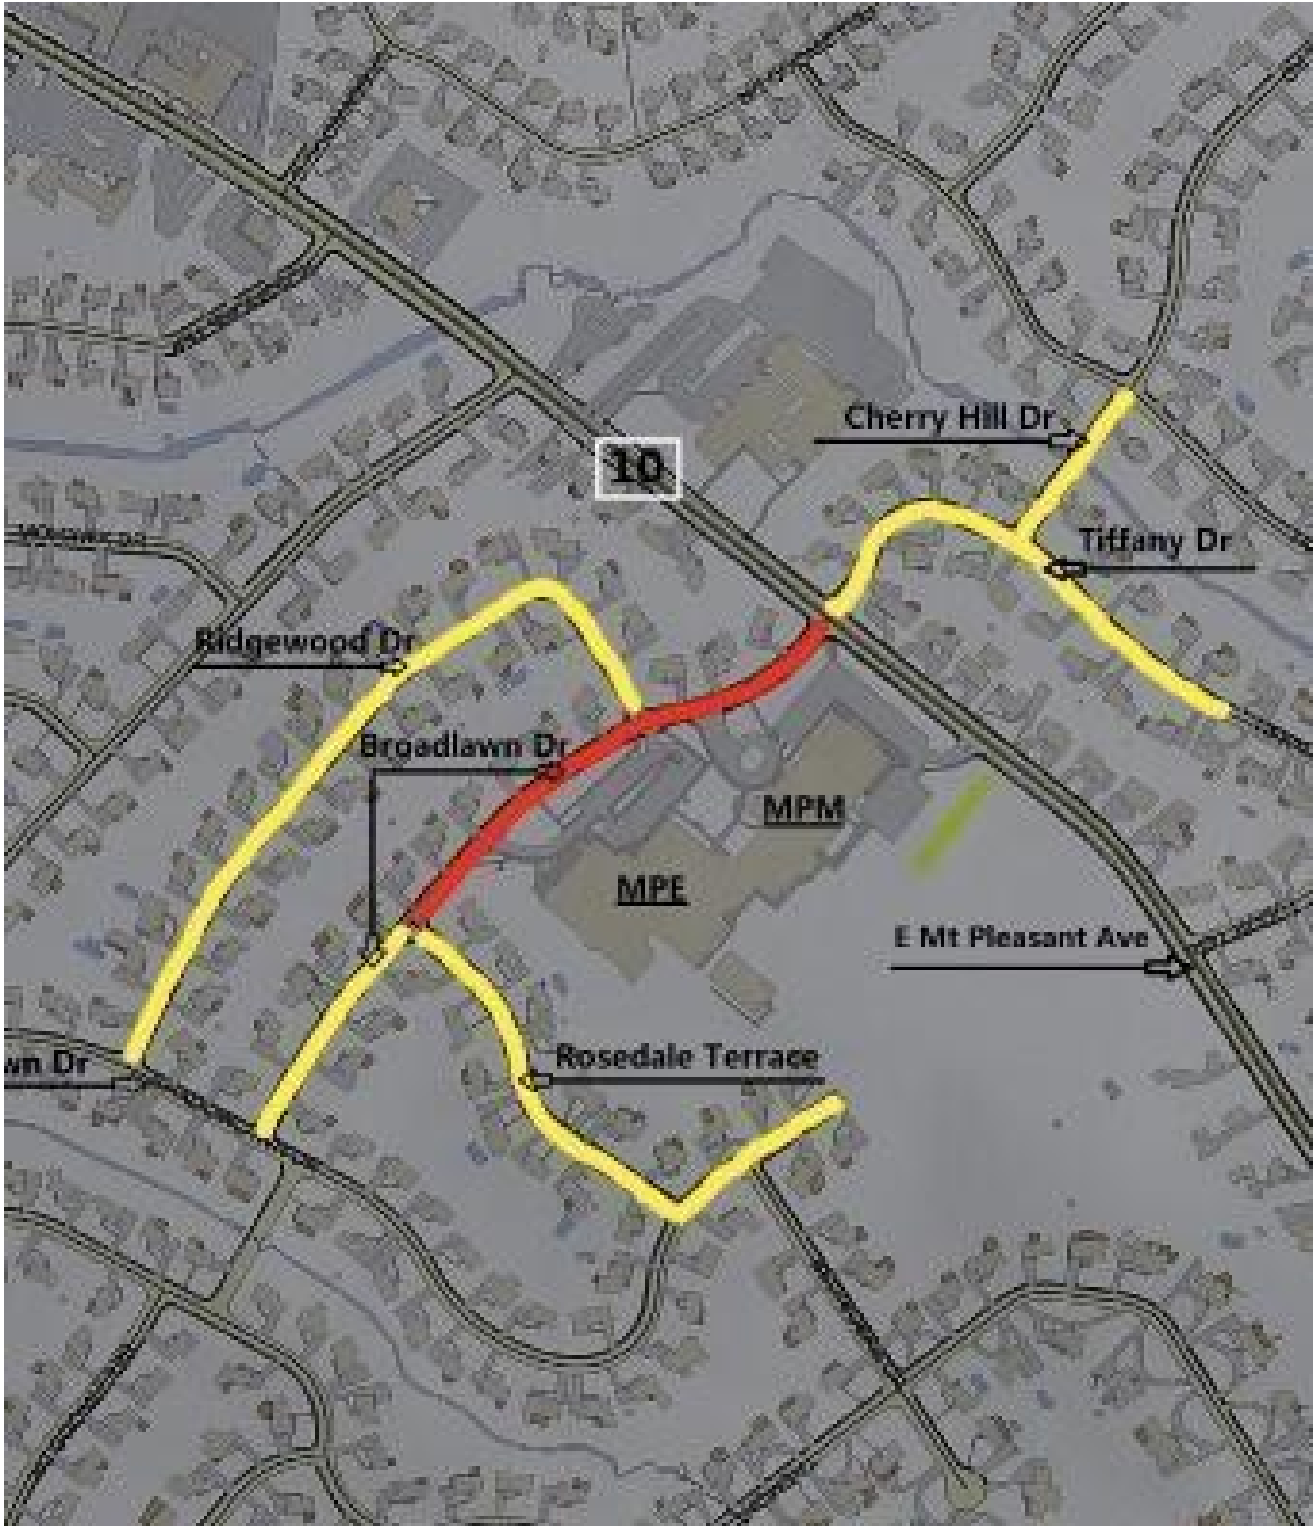 Cherry Hill Dr
10
Tiffany Dr
Ridgewood Dr
Broadlawn Dr
MPM
MPE
E Mt Pleasant Ave
Rosedale Terrace
wn Dr